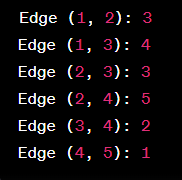 Edge (1, 2): 3
Edge (1, 3): 4
Edge (2, 3): 3
Edge (2, 4): 5
Edge (3, 4): 2
Edge (4, 5): 1